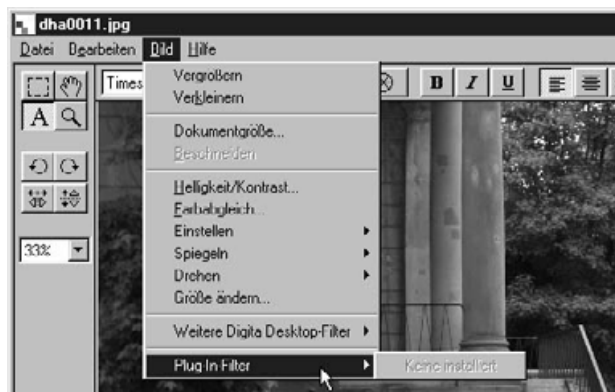 dha0011.jpg
Datei Bearbeiten Bild Hilfe
Times
B I U
A
33%
Vergrößern
Verkleinern
Dokumentgröße...
Beschneiden
Helligkeit/Kontrast...
Farbabgleich...
Einstellen
Spiegeln
Drehen
Größe ändern...
Weitere Digita Desktop-Filter
Plug-In-Filter
Keine installiert